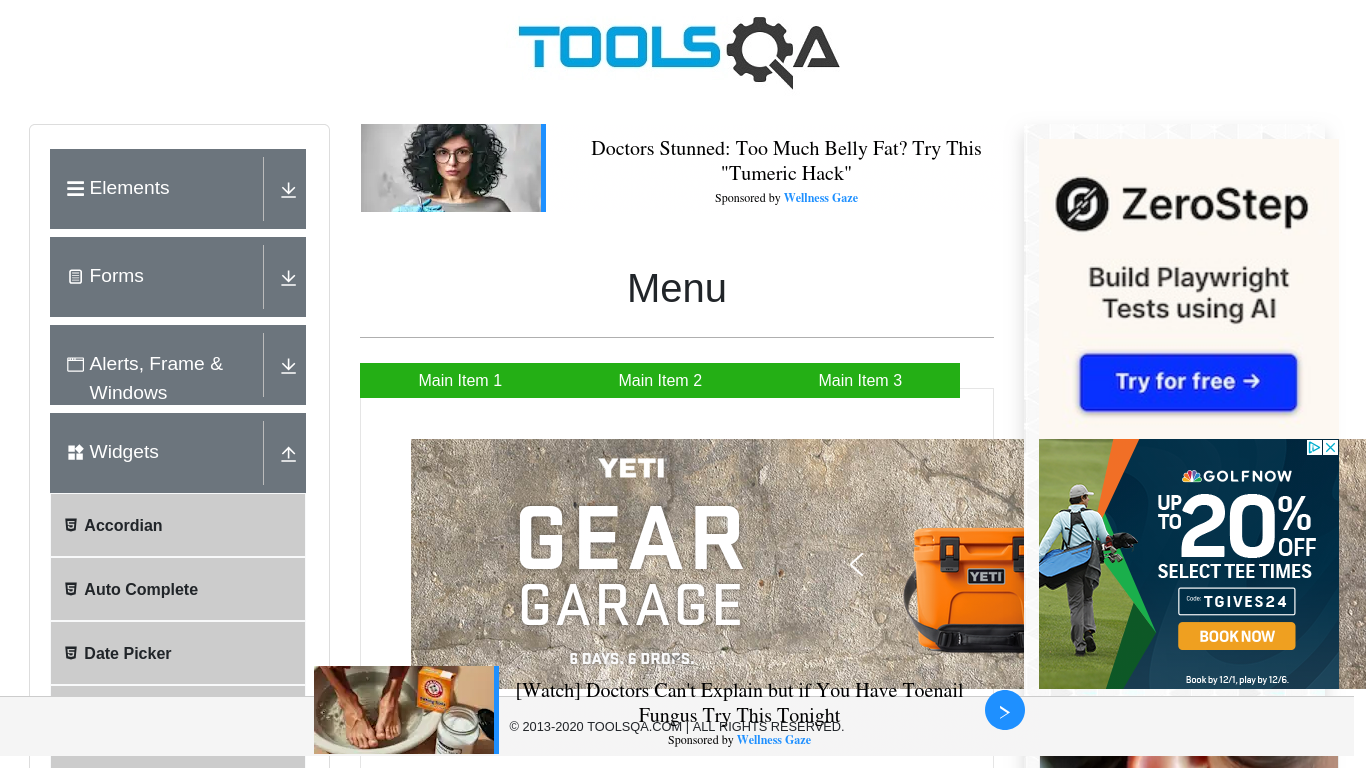 TOOLSQA
Elements
Forms
Alerts, Frame &
Windows
Widgets
Accordian
Auto Complete
Date Picker
Doctors Stunned: Too Much Belly Fat? Try This
"Tumeric Hack"
Sponsored by Wellness Gaze
Menu
Main Item 1
Main Item 2
Main Item 3
YETI
GEAR
GARAGE
6 DAYS. 6 DROPS.
YETI
ZeroStep
Build Playwright
Tests using AI
Try for free →
GOLFNOW
UP TO 20% OFF
SELECT TEE TIMES
Code: TGIVES24
BOOK NOW
Book by 12/1, play by 12/6.
[Watch] Doctors Can't Explain but if You Have Toenail
Fungus Try This Tonight
Sponsored by Wellness Gaze
© 2013-2020 TOOLSQA.COM | ALL RIGHTS RESERVED.